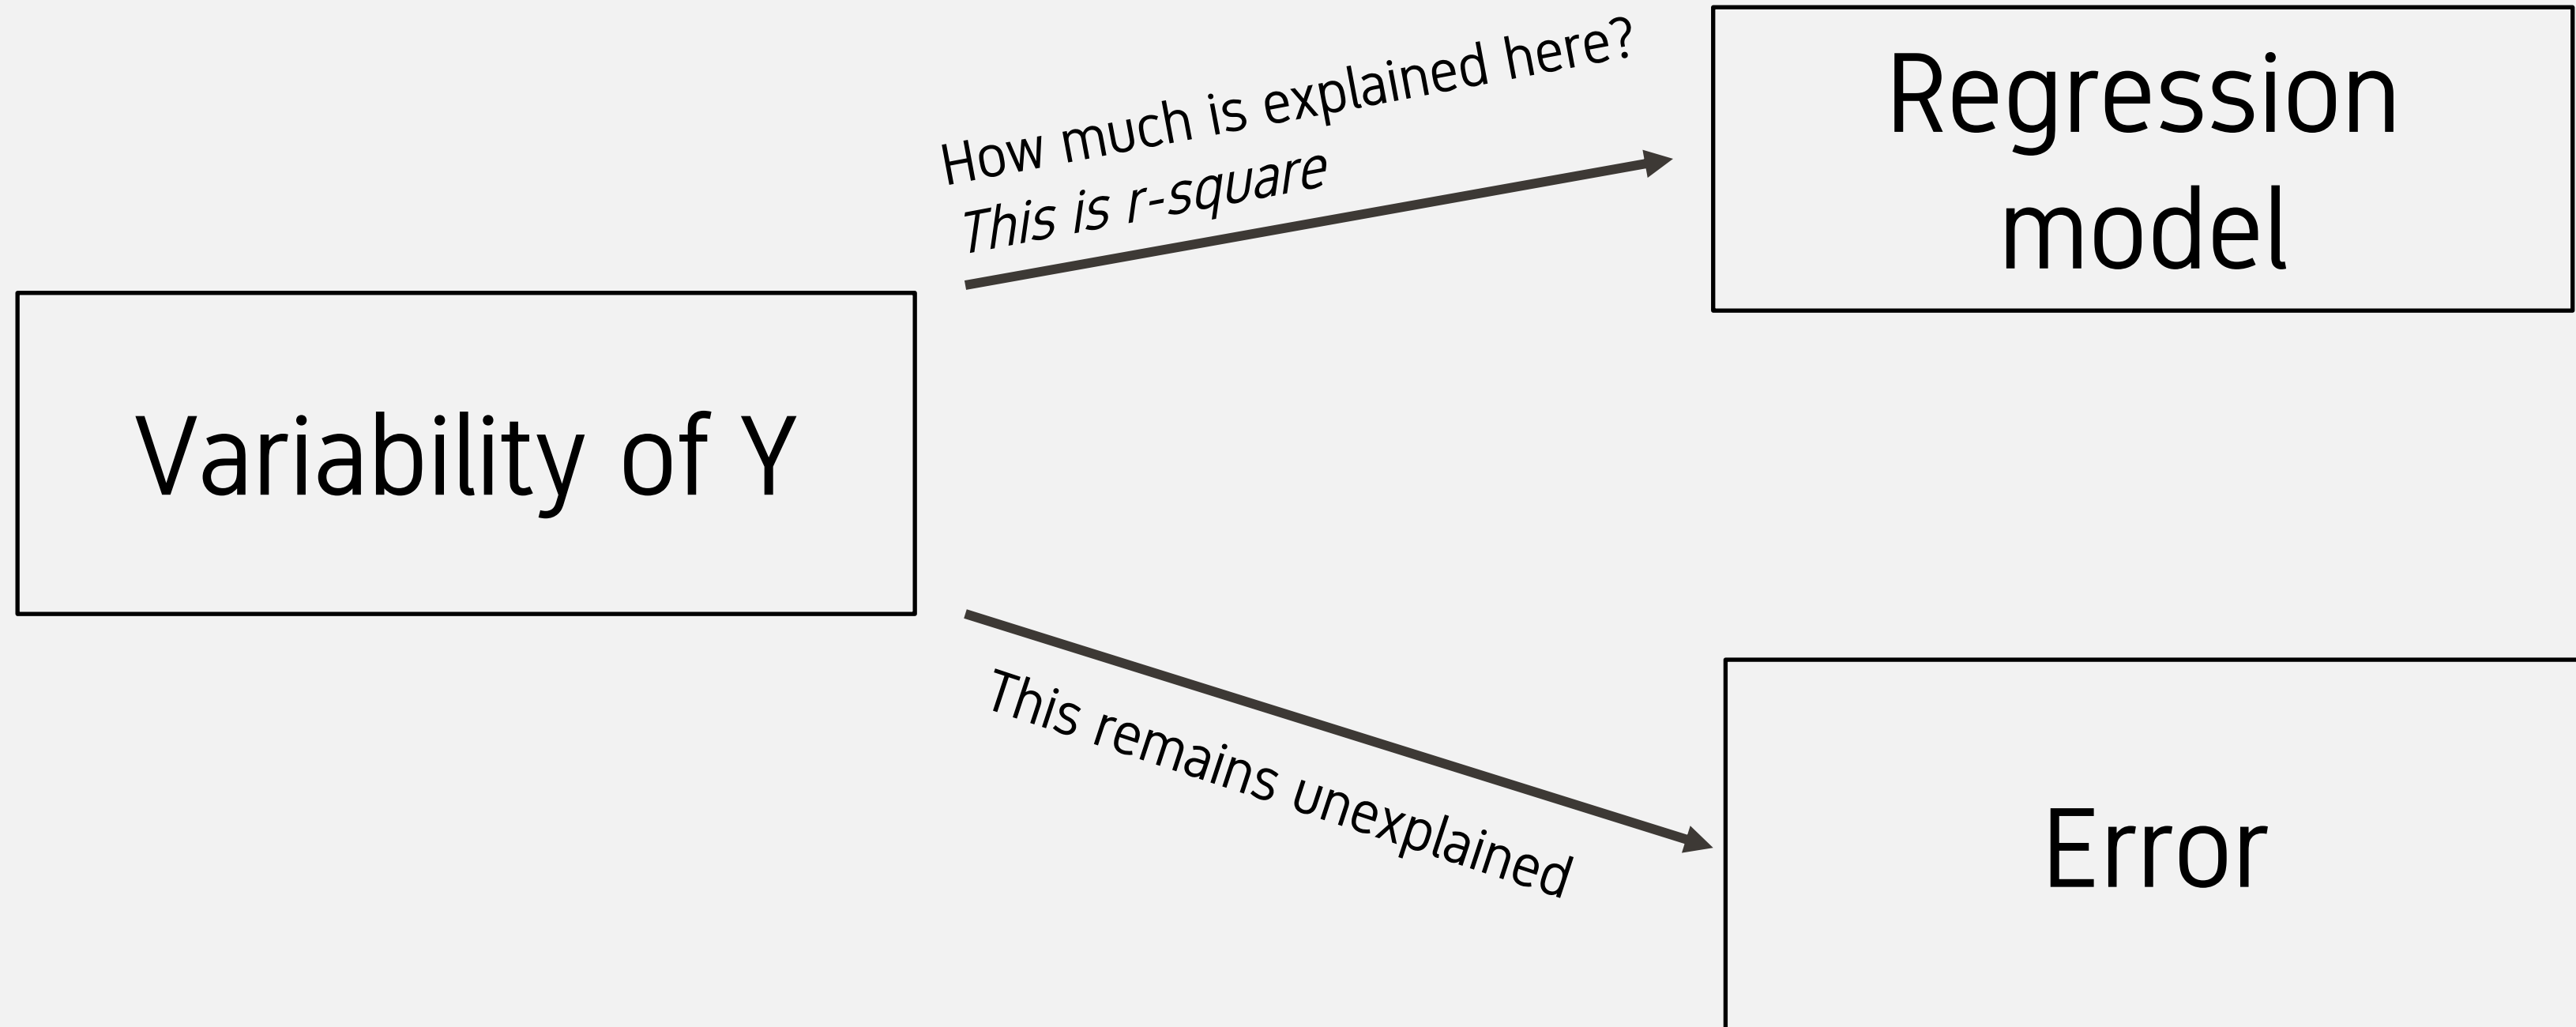 How much is explained here?
This is r-square
Regression
model
Variability of Y
This remains unexplained
Error